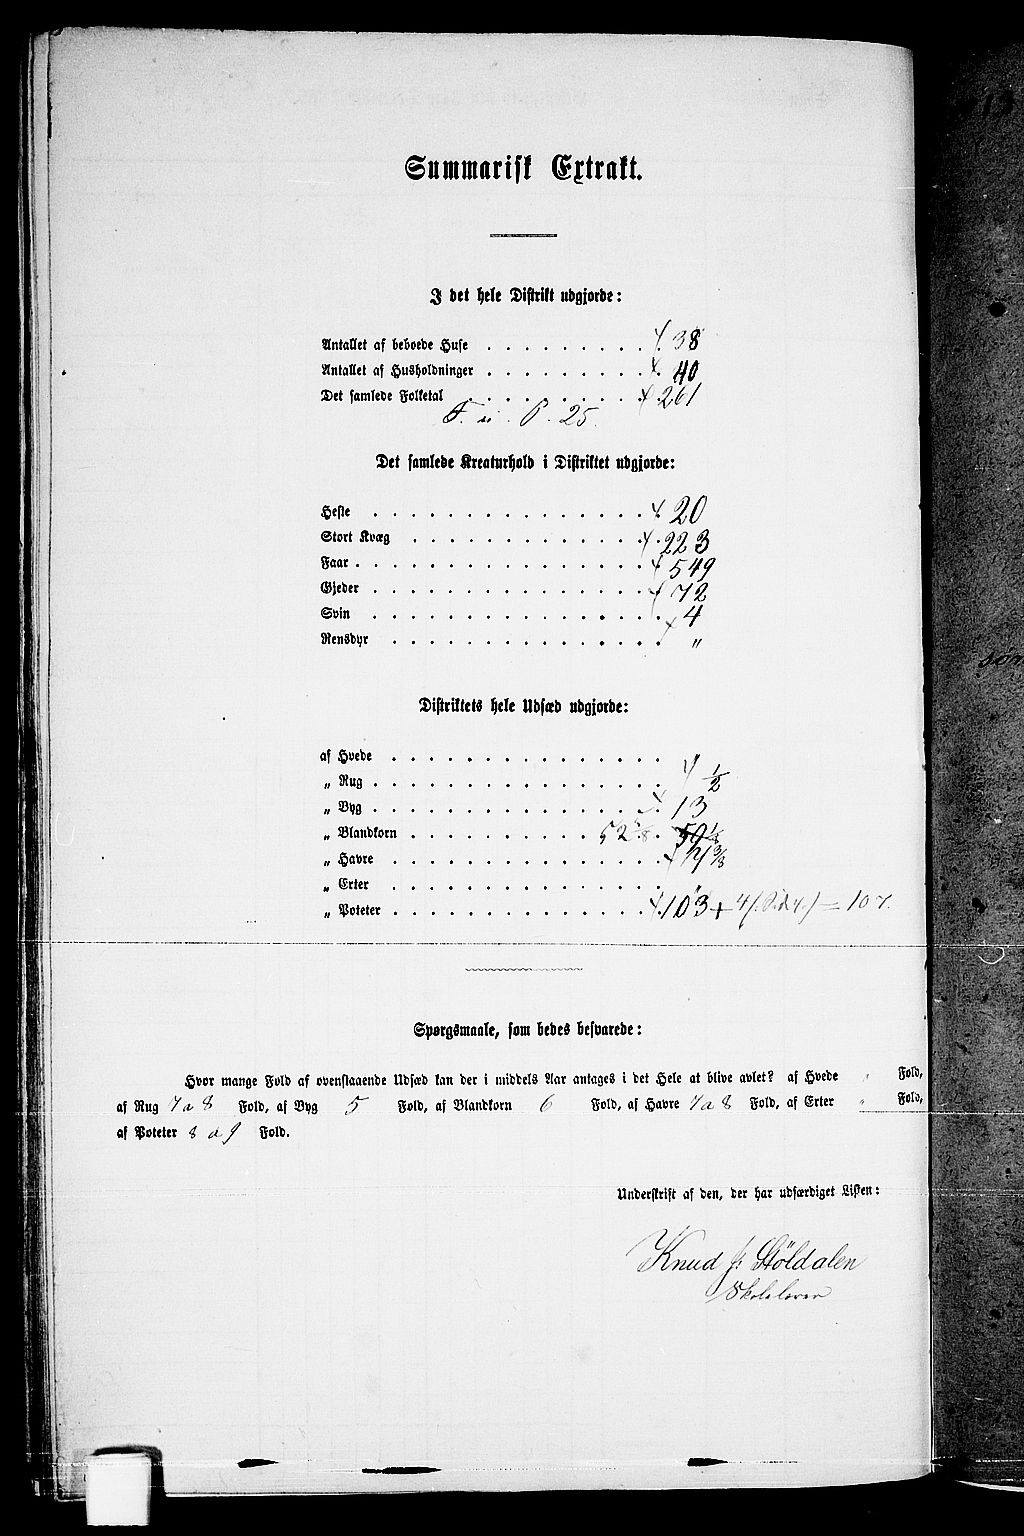 Summarisk Extrakt.
I det hele Distrikt udgjorde:
Antallet af beboede Huse . . . . . . . . . . 38
Antallet af Husholdninger . . . . . . . . . . 40
Det samlede Folketal . . . . . . . . . . 261
F. u. P. 25.
Det samlede Kreaturhold i Distriktet udgjorde:
Heste . . . . . . . . . . 20
Stort Kvæg . . . . . . . . . . 223
Faar . . . . . . . . . . 549
Gjeder . . . . . . . . . . 72
Svin . . . . . . . . . . 4
Rensdyr . . . . . . . . . . "
Distriktets hele Udsæd udgjorde:
af Hvede . . . . . . . . . .
„ Rug . . . . . . . . . . ½
„ Byg . . . . . . . . . . 13
„ Blandkorn . . . . . . . . . .
„ Havre . . . . . . . . . .
„ Erter . . . . . . . . . .
„ Poteter . . . . . . . . . . 103 + 4 = 107.
Spørgsmaale, som bedes besvarede:
Hvor mange Fold af ovenstaaende Udsæd kan der i middels Aar antages i det Hele at blive avlet? af Hvede " Fold,
af Rug 7 a 8 Fold, af Byg 5 Fold, af Blandkorn 6 Fold, af Havre 7 a 8 Fold, af Erter " Fold,
af Poteter 8 a 9 Fold.
Underskrift af den, der har udfærdiget Listen:
Knud J. Støldalen
Skolelærer